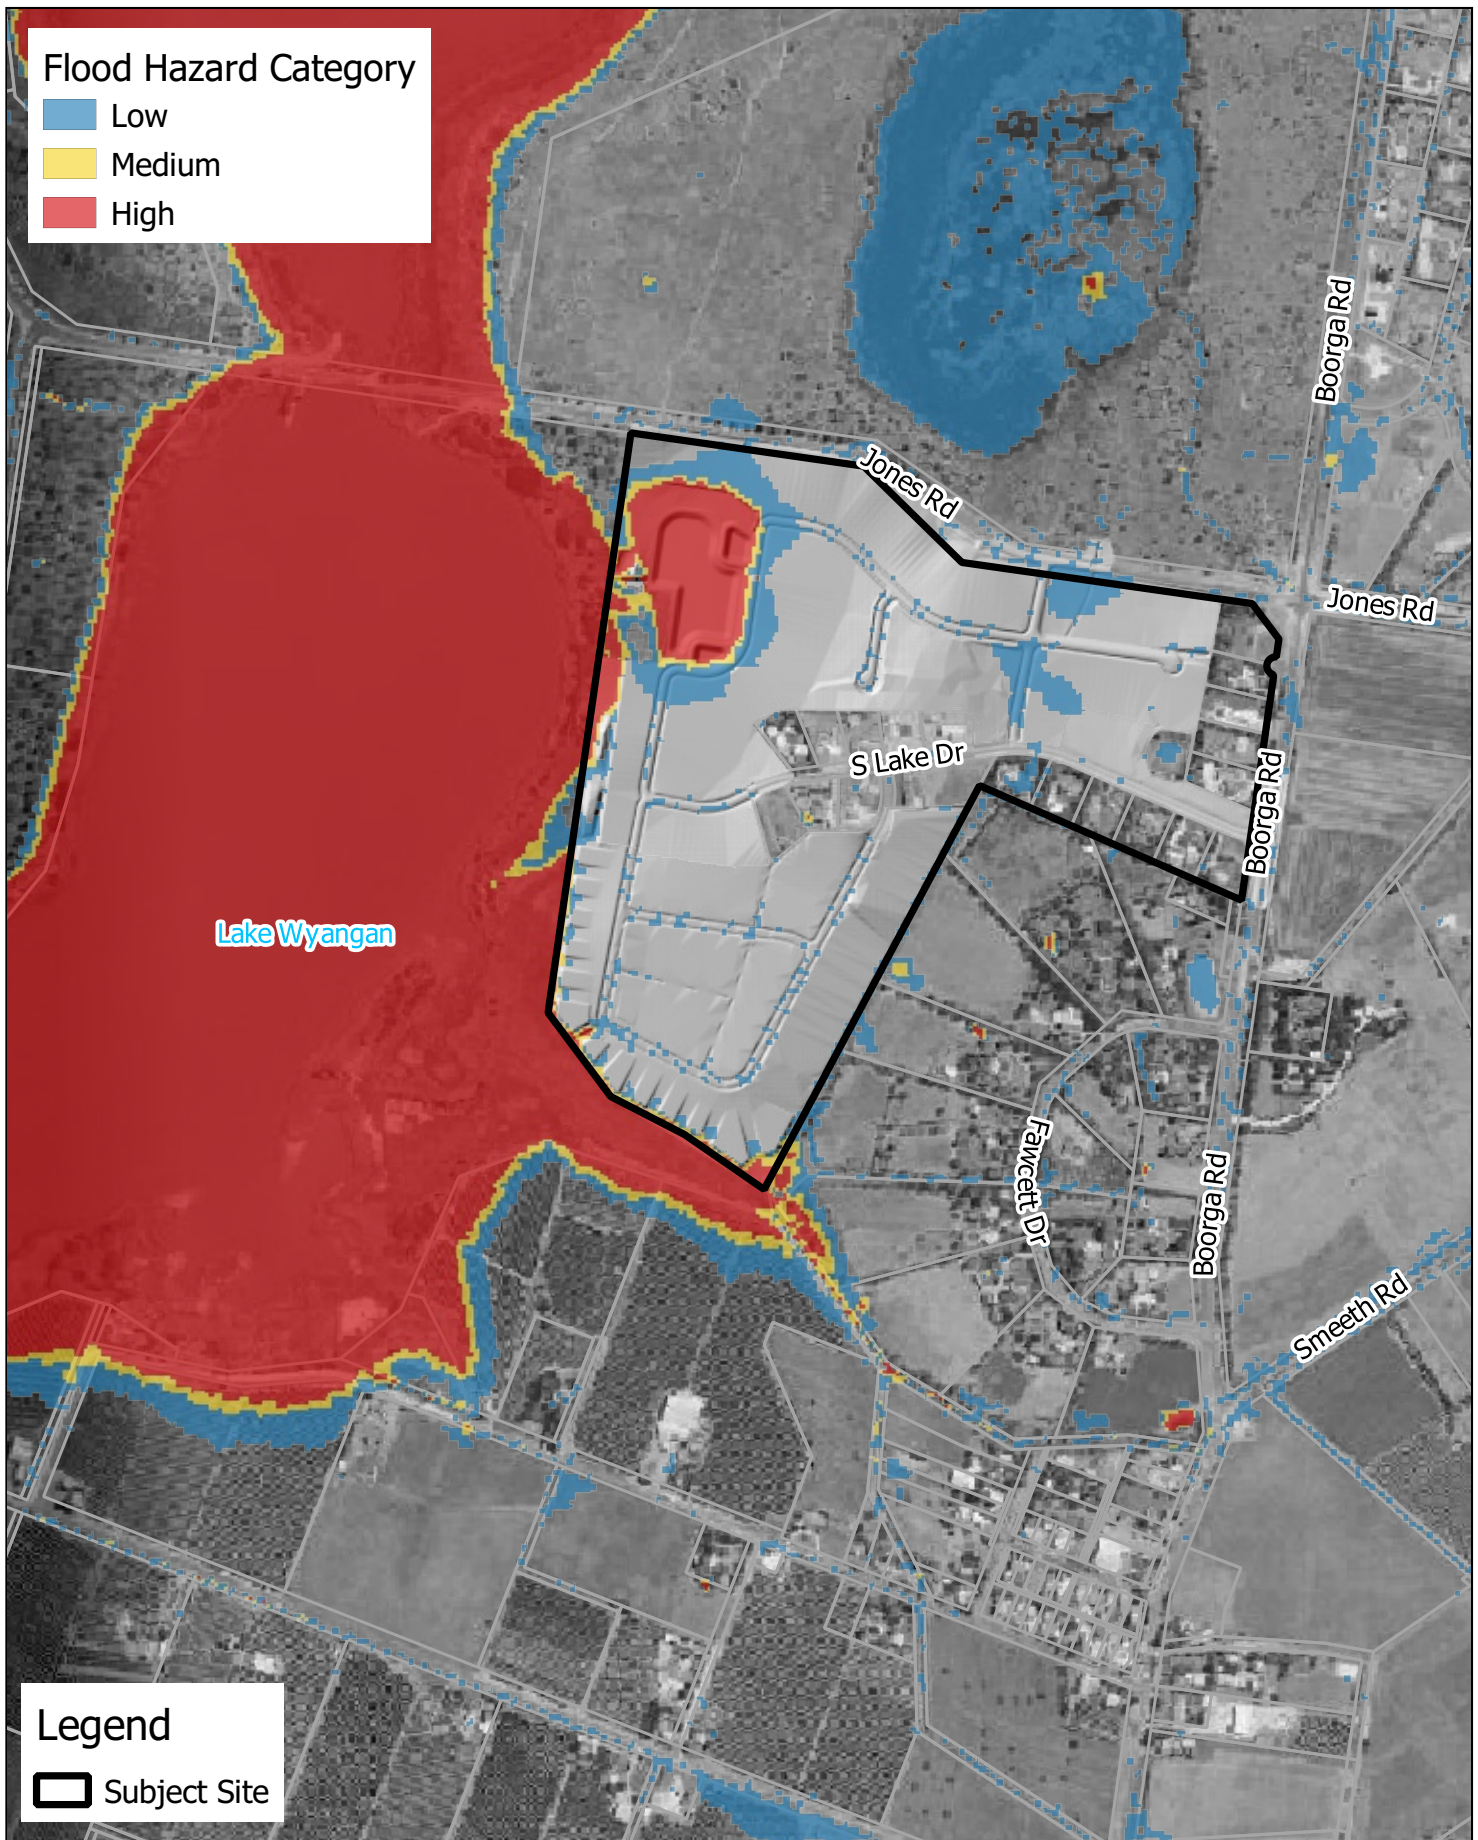 Flood Hazard Category
Low
Medium
High
Boorga Rd
Jones Rd
Jones Rd
S Lake Dr
Boorga Rd
Lake Wyangan
Fawcett Dr
Boorga Rd
Smeeth Rd
Legend
Subject Site